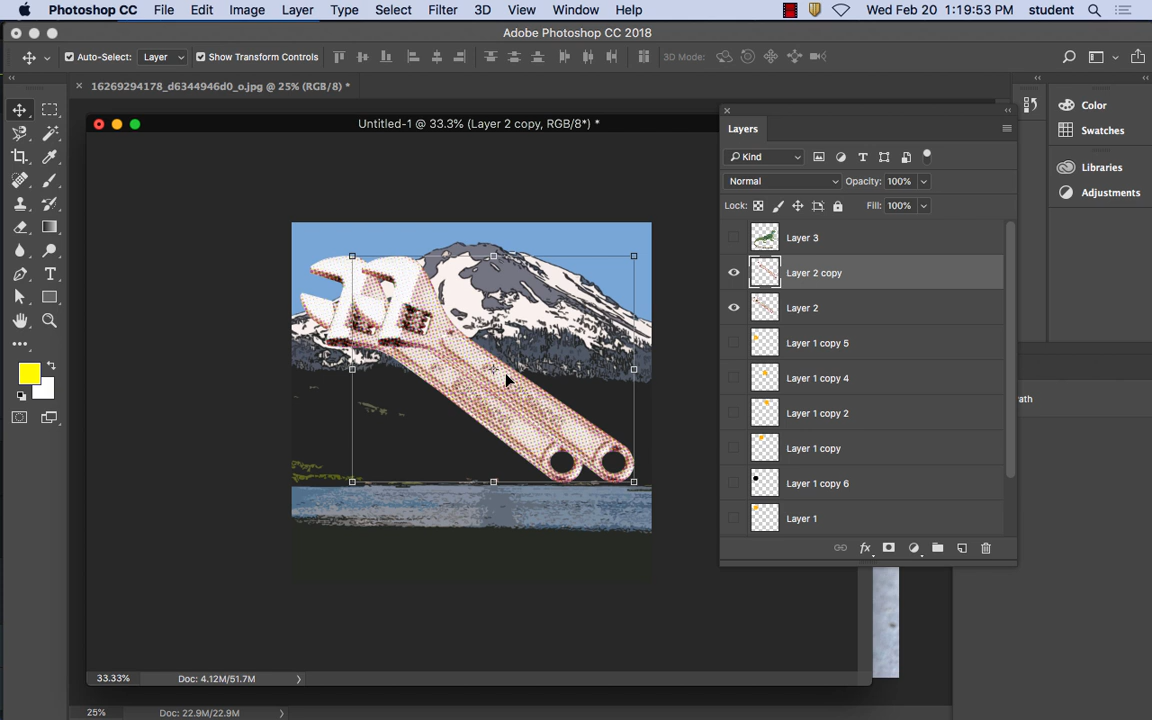 Photoshop CC File Edit Image Layer Type Select Filter 3D View Window Help Wed Feb 20 1:19:53 PM student
Adobe Photoshop CC 2018
Auto-Select: Layer Show Transform Controls 3D Mode:
16269294178_d6344946d0_o.jpg @ 25% (RGB/8) *
Untitled-1 @ 33.3% (Layer 2 copy, RGB/8*) *
Layers
Kind
Normal Opacity: 100%
Lock: Fill: 100%
Layer 3
Layer 2 copy
Layer 2
Layer 1 copy 5
Layer 1 copy 4
Layer 1 copy 2
Layer 1 copy
Layer 1 copy 6
Layer 1
fx
Color
Swatches
Libraries
Adjustments
ath
33.33% Doc: 4.12M/51.7M
25% Doc: 22.9M/22.9M